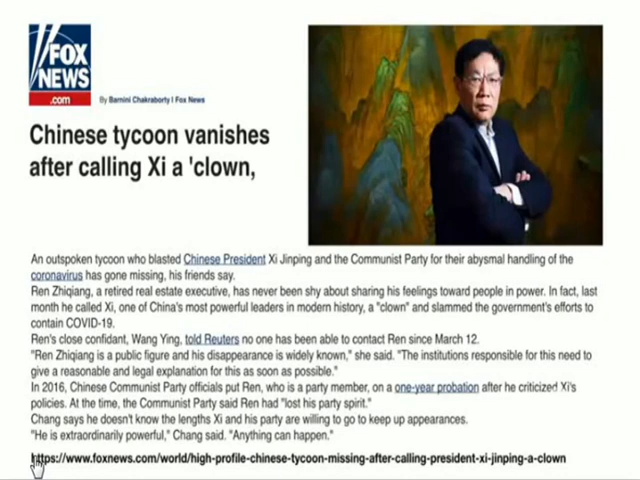 FOX
NEWS
.com
By Barnini Chakraborty I Fox News
Chinese tycoon vanishes
after calling Xi a 'clown,
An outspoken tycoon who blasted Chinese President Xi Jinping and the Communist Party for their abysmal handling of the
coronavirus has gone missing, his friends say.
Ren Zhiqiang, a retired real estate executive, has never been shy about sharing his feelings toward people in power. In fact, last
month he called Xi, one of China's most powerful leaders in modern history, a "clown" and slammed the government's efforts to
contain COVID-19.
Ren's close confidant, Wang Ying, told Reuters no one has been able to contact Ren since March 12.
"Ren Zhiqiang is a public figure and his disappearance is widely known," she said. "The institutions responsible for this need to
give a reasonable and legal explanation for this as soon as possible."
In 2016, Chinese Communist Party officials put Ren, who is a party member, on a one-year probation after he criticized Xi's
policies. At the time, the Communist Party said Ren had "lost his party spirit."
Chang says he doesn't know the lengths Xi and his party are willing to go to keep up appearances.
"He is extraordinarily powerful," Chang said. "Anything can happen."
https://www.foxnews.com/world/high-profile-chinese-tycoon-missing-after-calling-president-xi-jinping-a-clown